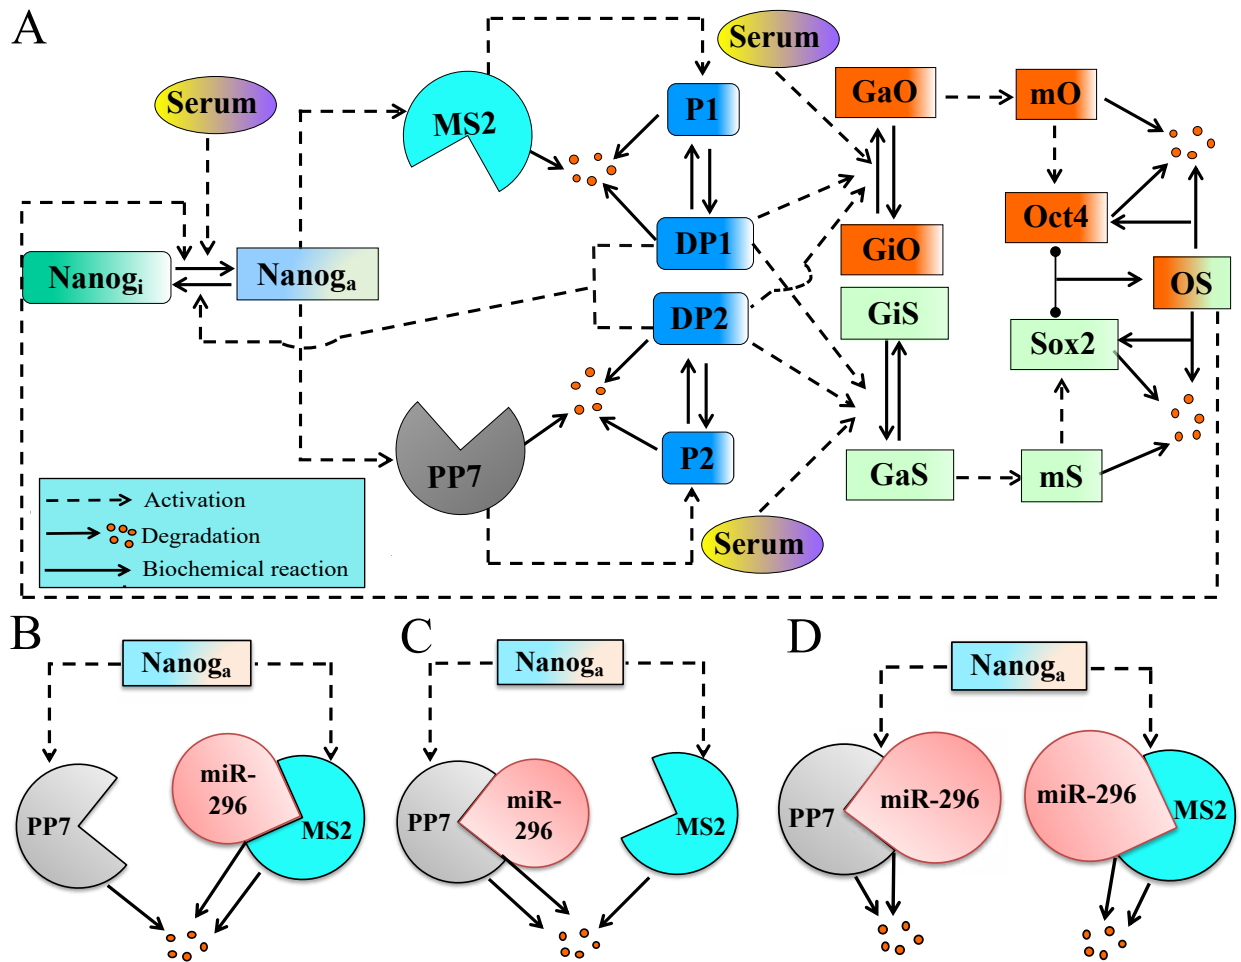 A
Serum
Serum
MS2
P1
GaO
mO
Nanogi
Nanoga
DP1
GiO
Oct4
OS
DP2
GiS
Sox2
PP7
P2
GaS
mS
Serum
Activation
Degradation
Biochemical reaction
B
Nanoga
PP7
miR-
296
MS2
C
Nanoga
PP7
miR-
296
MS2
D
Nanoga
PP7
miR-296
miR-296
MS2